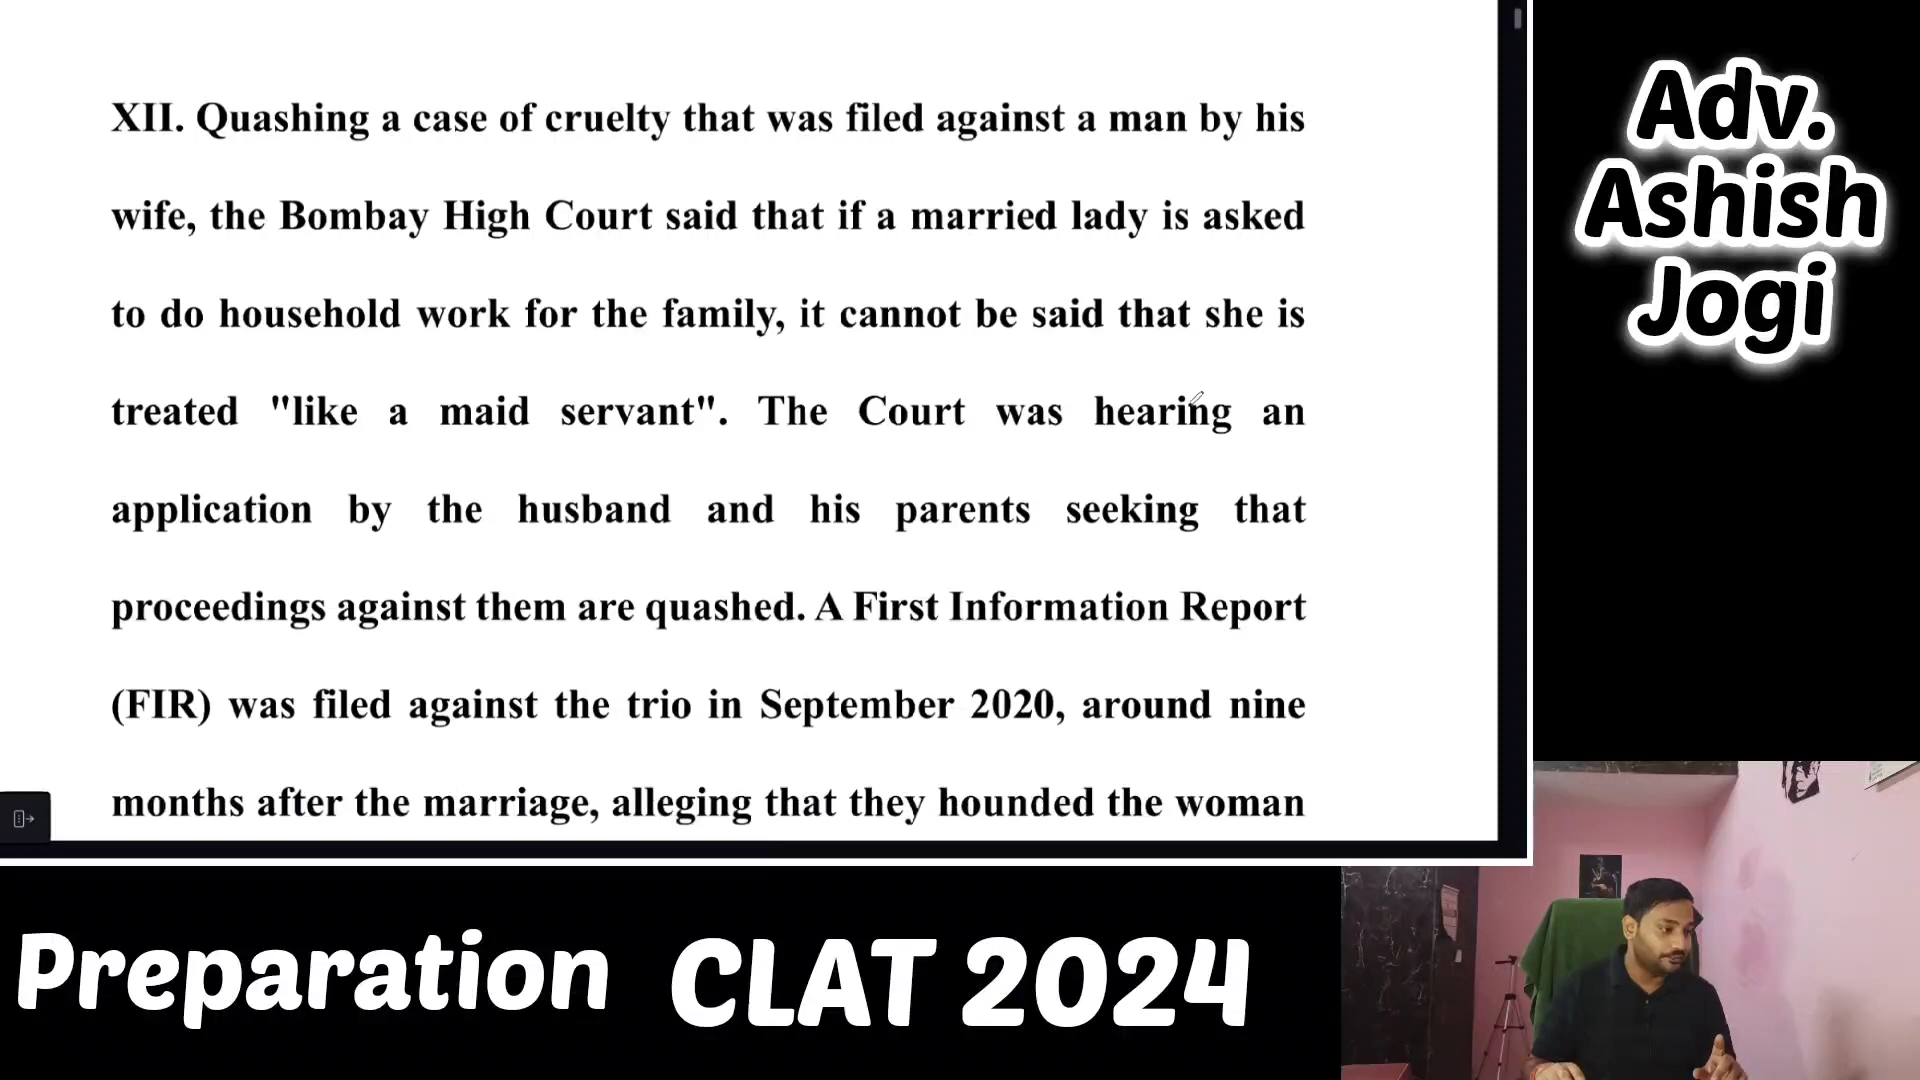 XII. Quashing a case of cruelty that was filed against a man by his
wife, the Bombay High Court said that if a married lady is asked
to do household work for the family, it cannot be said that she is
treated "like a maid servant". The Court was hearing an
application by the husband and his parents seeking that
proceedings against them are quashed. A First Information Report
(FIR) was filed against the trio in September 2020, around nine
months after the marriage, alleging that they hounded the woman
Adv.
Ashish
Jogi
Preparation CLAT 2024